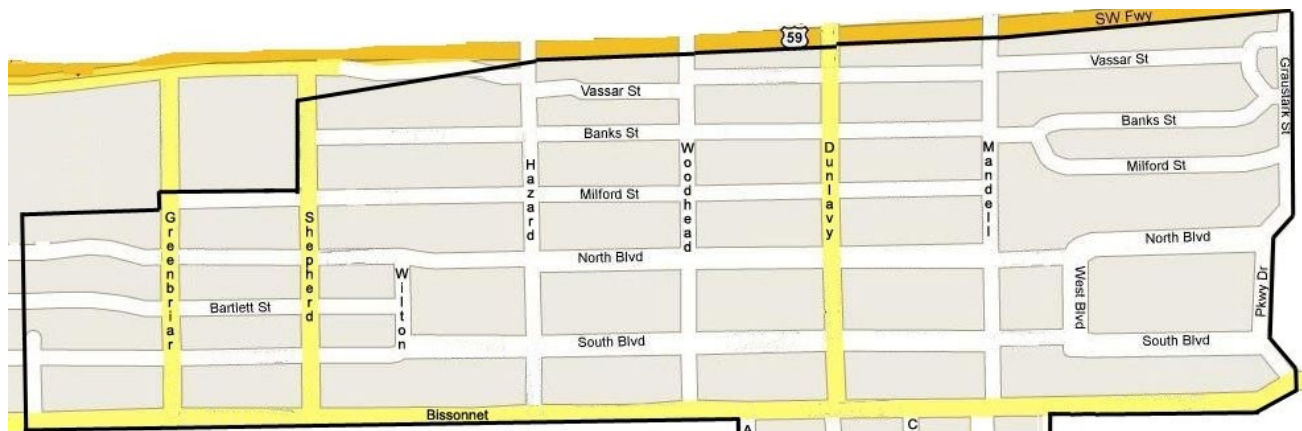 SW Fwy
59
Vassar St
Vassar St
Graustark St
Banks St
Banks St
Hazard
Woodhead
Dunlavy
Mandell
Milford St
Milford St
Greenbriar
Shepherd
North Blvd
North Blvd
Wilton
West Blvd
Pkwy Dr
Bartlett St
South Blvd
South Blvd
Bissonnet
A
C